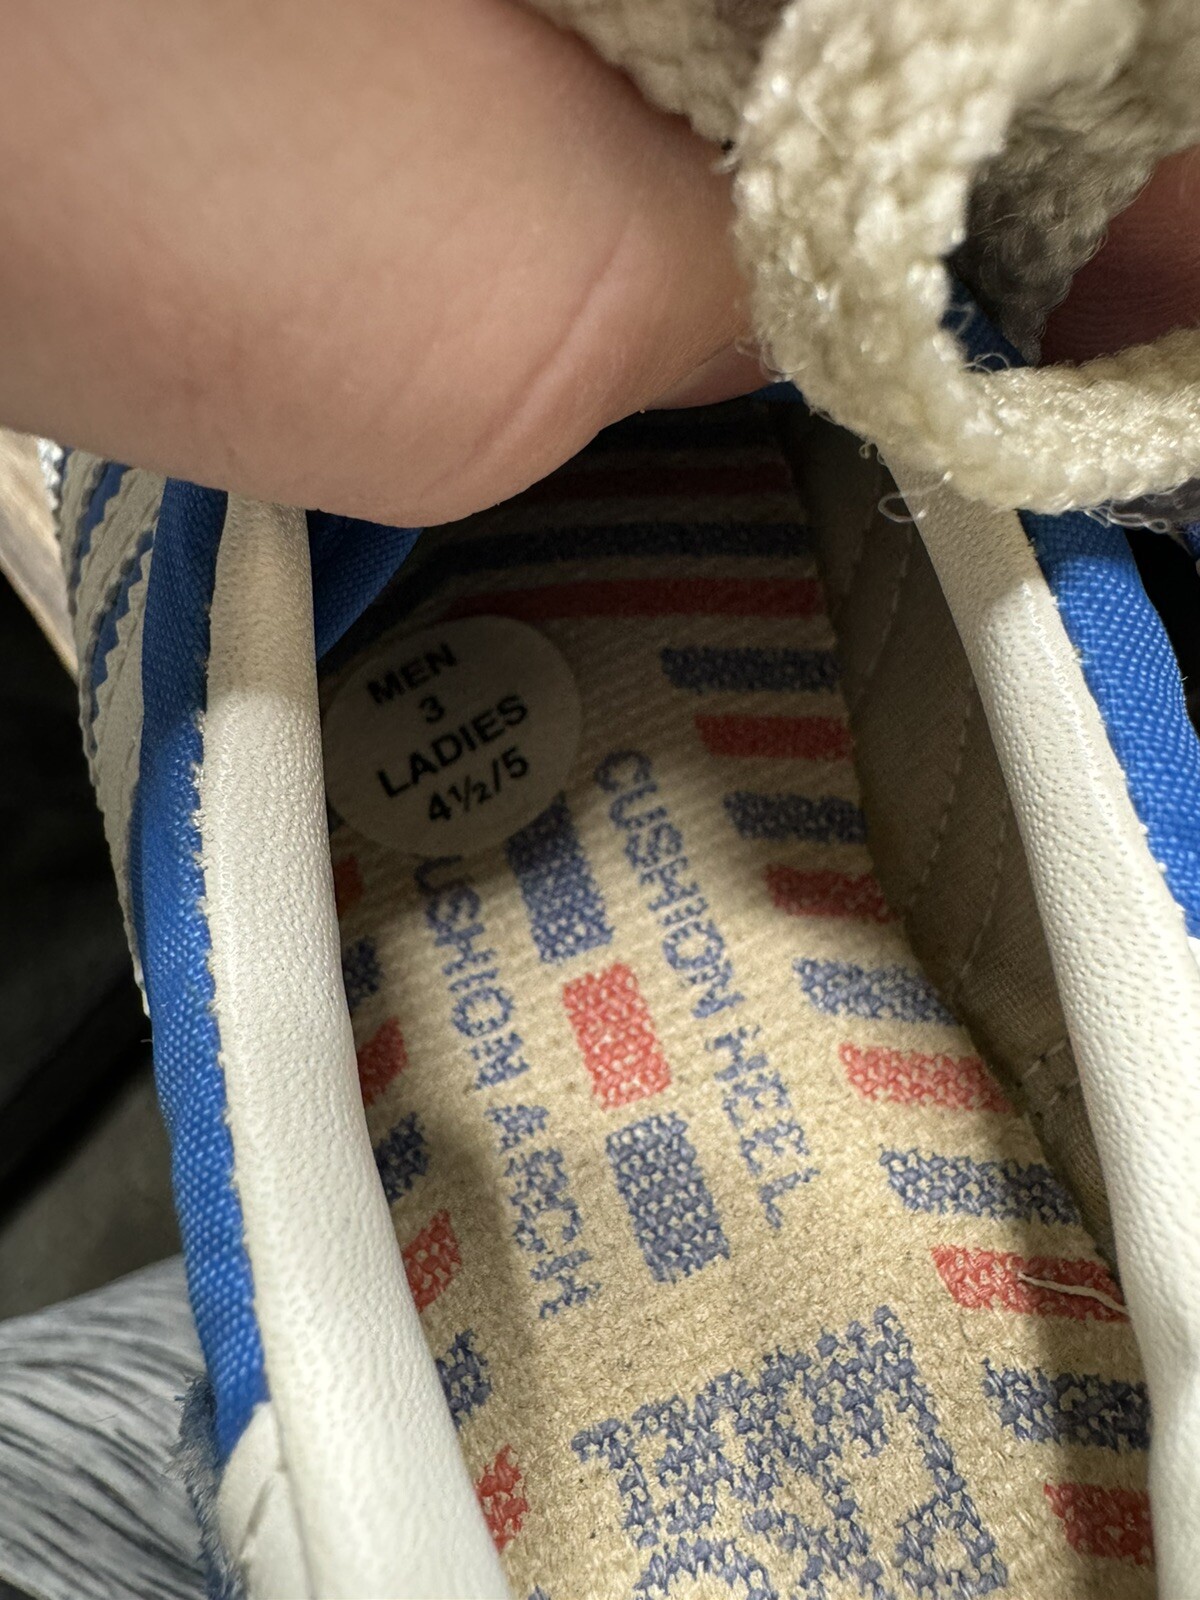 MEN
3
LADIES
4½/5
CUSHION HEEL
CUSHION ARCH